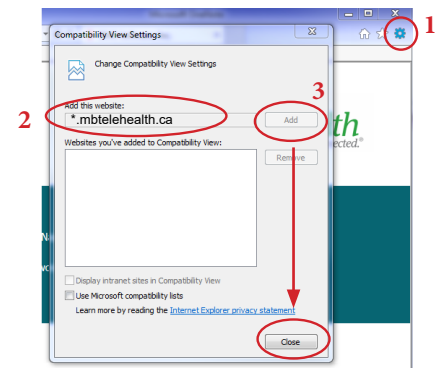 Compatibility View Settings
1
Change Compatibility View Settings
3
Add this website:
2
*.mbtelehealth.ca
Add
th
ected.®
Websites you've added to Compatibility View:
Remove
Display intranet sites in Compatibility View
Use Microsoft compatibility lists
Learn more by reading the Internet Explorer privacy statement
Close